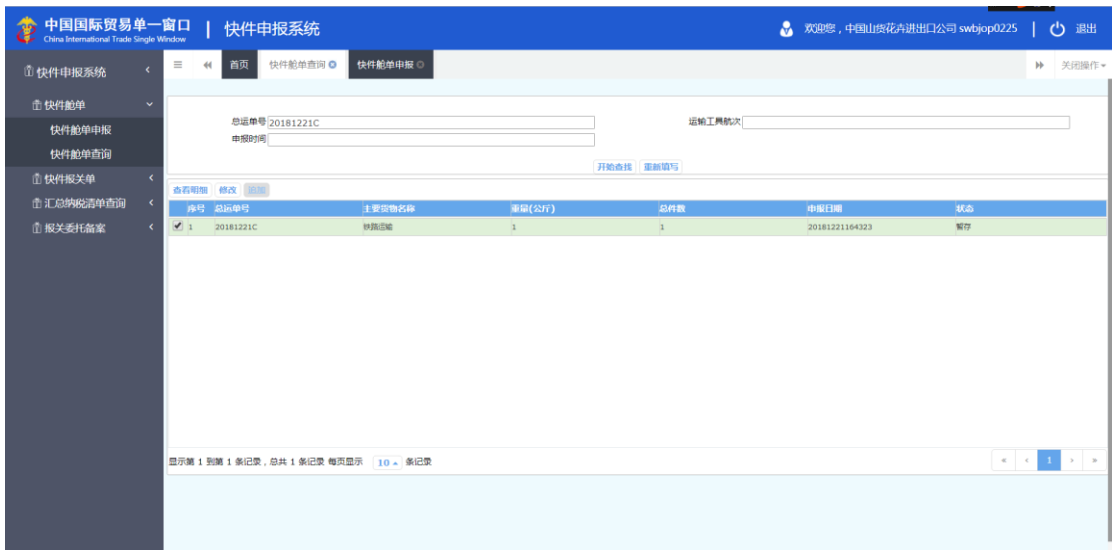 中国国际贸易单一窗口 | 快件申报系统 欢迎您，中国山货花卉进出口公司 swbjop0225 | 退出
China International Trade Single Window
快件申报系统 首页 快件舱单查询 快件舱单申报 关闭操作
快件舱单
快件舱单申报
快件舱单查询
快件报关单
汇总纳税清单查询
报关委托备案
总运单号 20181221C 运输工具航次
申报时间
开始查找 重新填写
查看明细 修改 追加
序号 总运单号 主要货物名称 重量(公斤) 总件数 申报日期 状态
1 20181221C 铁路运输 1 1 20181221164323 暂存
显示第 1 到第 1 条记录，总共 1 条记录 每页显示 10 条记录 « ‹ 1 › »